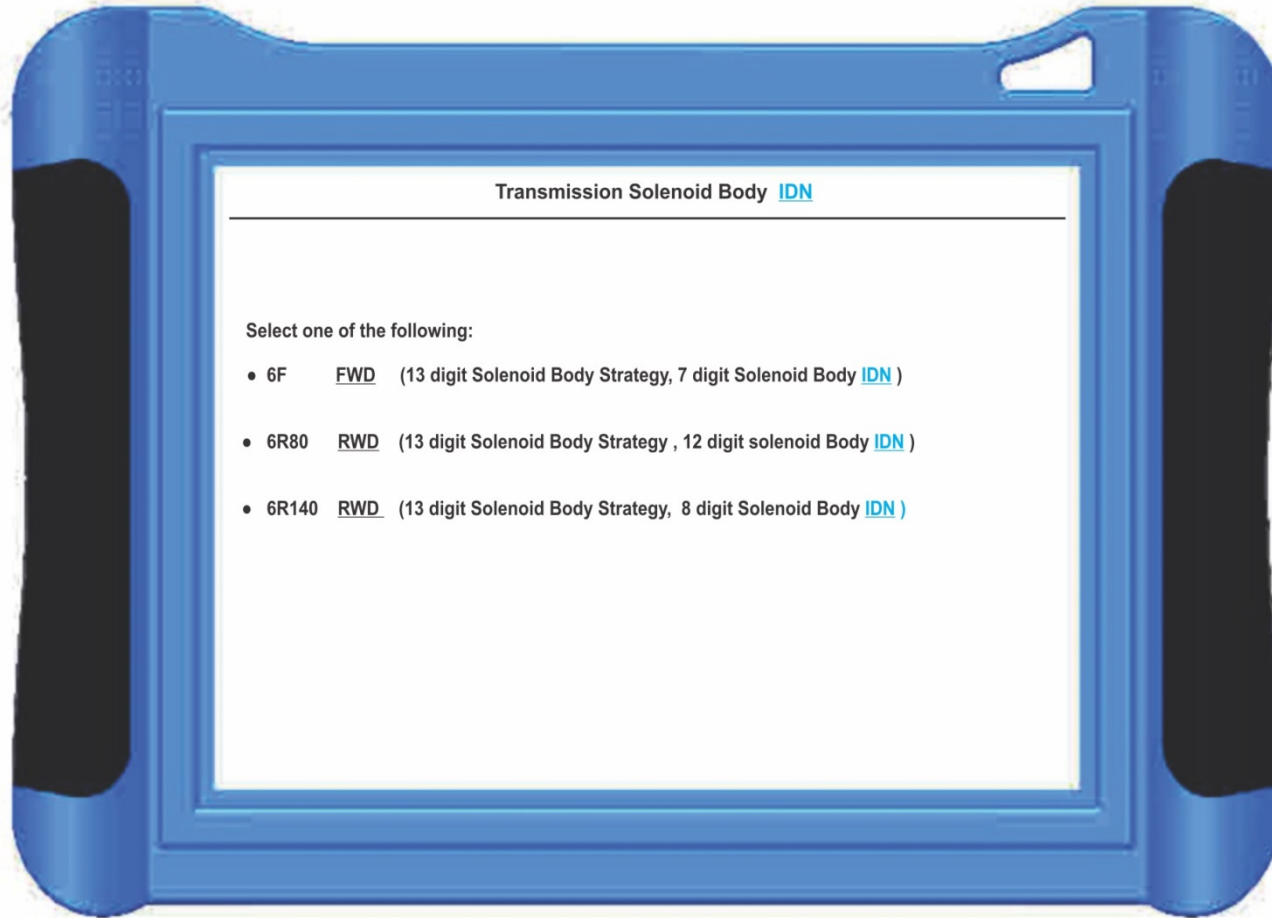 Transmission Solenoid Body IDN
Select one of the following:
• 6F FWD (13 digit Solenoid Body Strategy, 7 digit Solenoid Body IDN )
• 6R80 RWD (13 digit Solenoid Body Strategy , 12 digit solenoid Body IDN )
• 6R140 RWD (13 digit Solenoid Body Strategy, 8 digit Solenoid Body IDN )